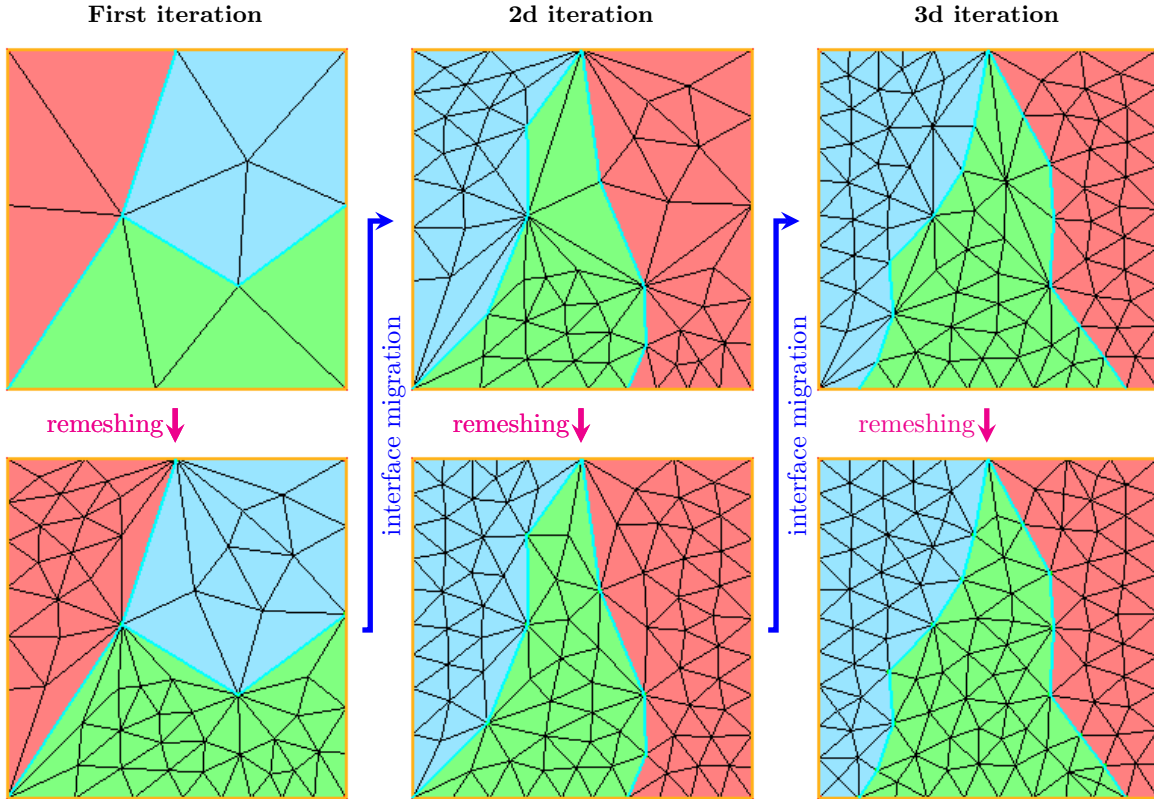 First iteration
2d iteration
3d iteration
interface migration
interface migration
remeshing
remeshing
remeshing